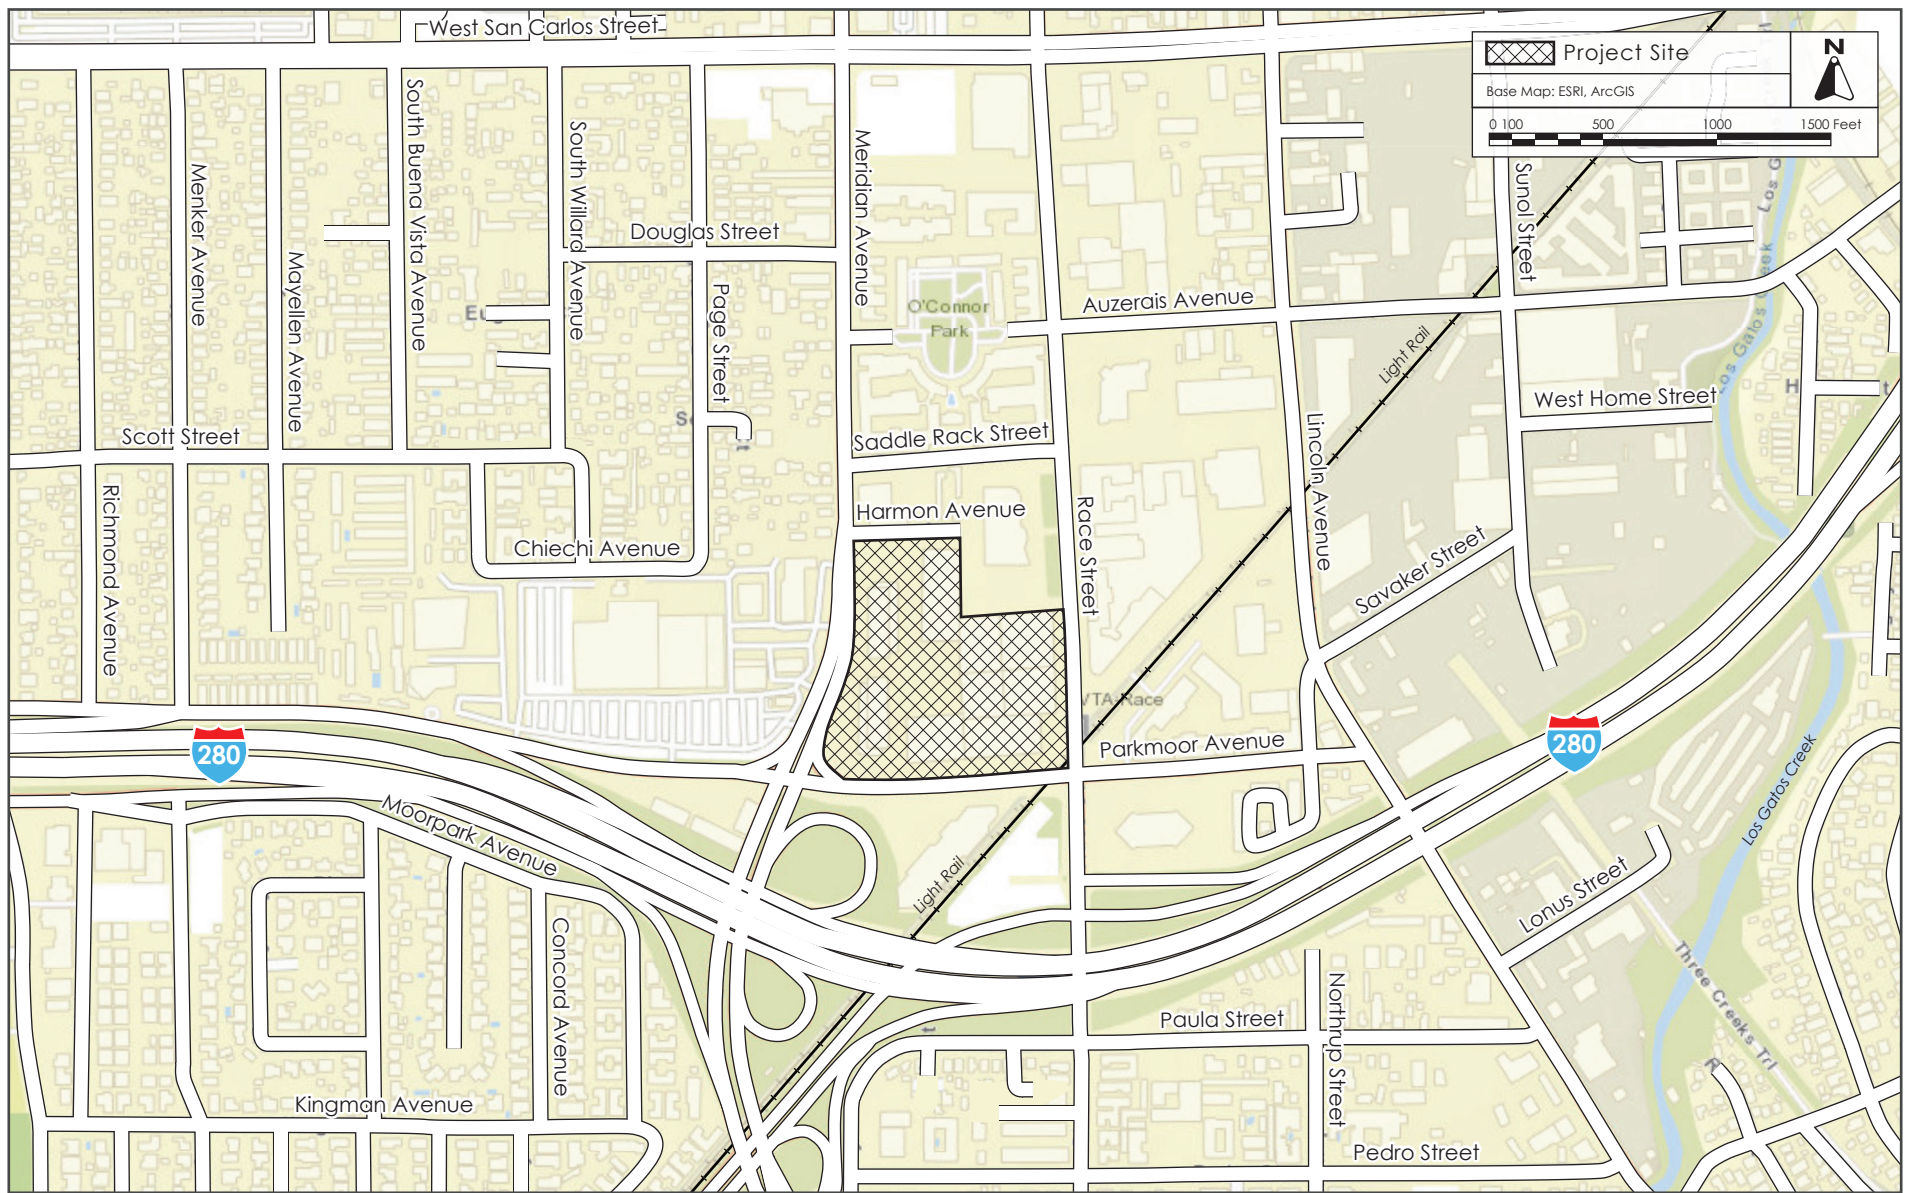 West San Carlos Street
Project Site
N
Base Map: ESRI, ArcGIS
0 100 500 1000 1500 Feet
South Buena Vista Avenue
South Willard Avenue
Meridian Avenue
Menker Avenue
Mayellen Avenue
Douglas Street
Page Street
Sunol Street
O'Connor
Park
Auzerais Avenue
Light Rail
West Home Street
Los Gatos Creek
Scott Street
Saddle Rack Street
Lincoln Avenue
Richmond Avenue
Harmon Avenue
Race Street
Chiechi Avenue
Savaker Street
VTA Race
280
Parkmoor Avenue
280
Moorpark Avenue
Light Rail
Los Gatos Creek
Lonus Street
Concord Avenue
Three Creeks Trl
Northrup Street
Paula Street
Kingman Avenue
Pedro Street